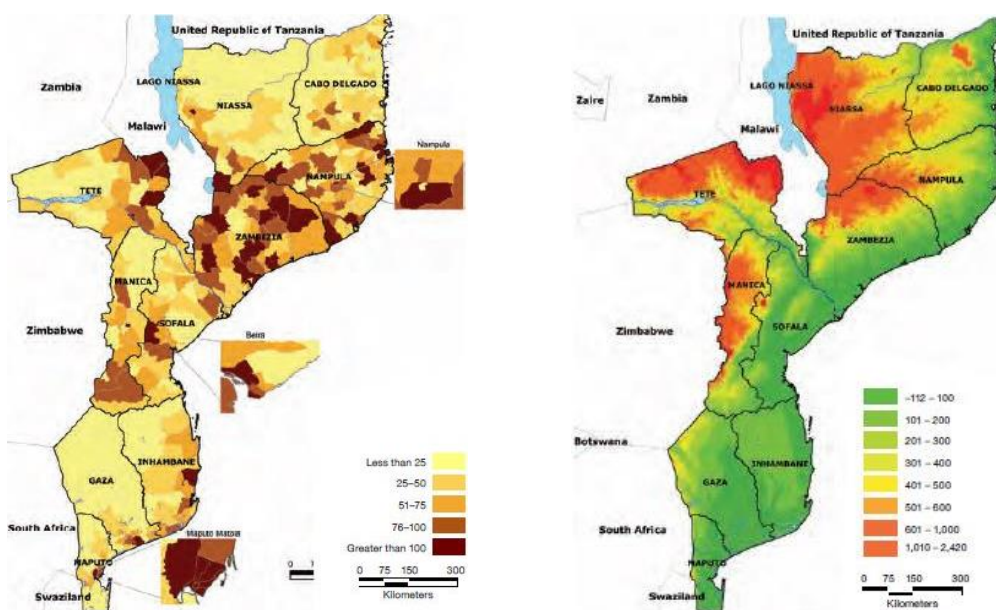 United Republic of Tanzania
LAGO NIASSA
CABO DELGADO
Zambia
NIASSA
Malawi
Nampula
NAMPULA
TETE
ZAMBEZIA
MANICA
SOFALA
Zimbabwe
Beira
INHAMBANE
GAZA
South Africa
Maputo Matola
MAPUTO
Swaziland
Less than 25
25–50
51–75
76–100
Greater than 100
0
0 75 150 300
Kilometers
United Republic of Tanzania
LAGO NIASSA
CABO DELGADO
Zaire
Zambia
NIASSA
Malawi
NAMPULA
TETE
ZAMBEZIA
MANICA
SOFALA
Zimbabwe
Botswana
INHAMBANE
GAZA
South Africa
MAPUTO
Swaziland
–112 – 100
101 – 200
201 – 300
301 – 400
401 – 500
501 – 600
601 – 1,000
1,010 – 2,420
0 75 150 300
Kilometers